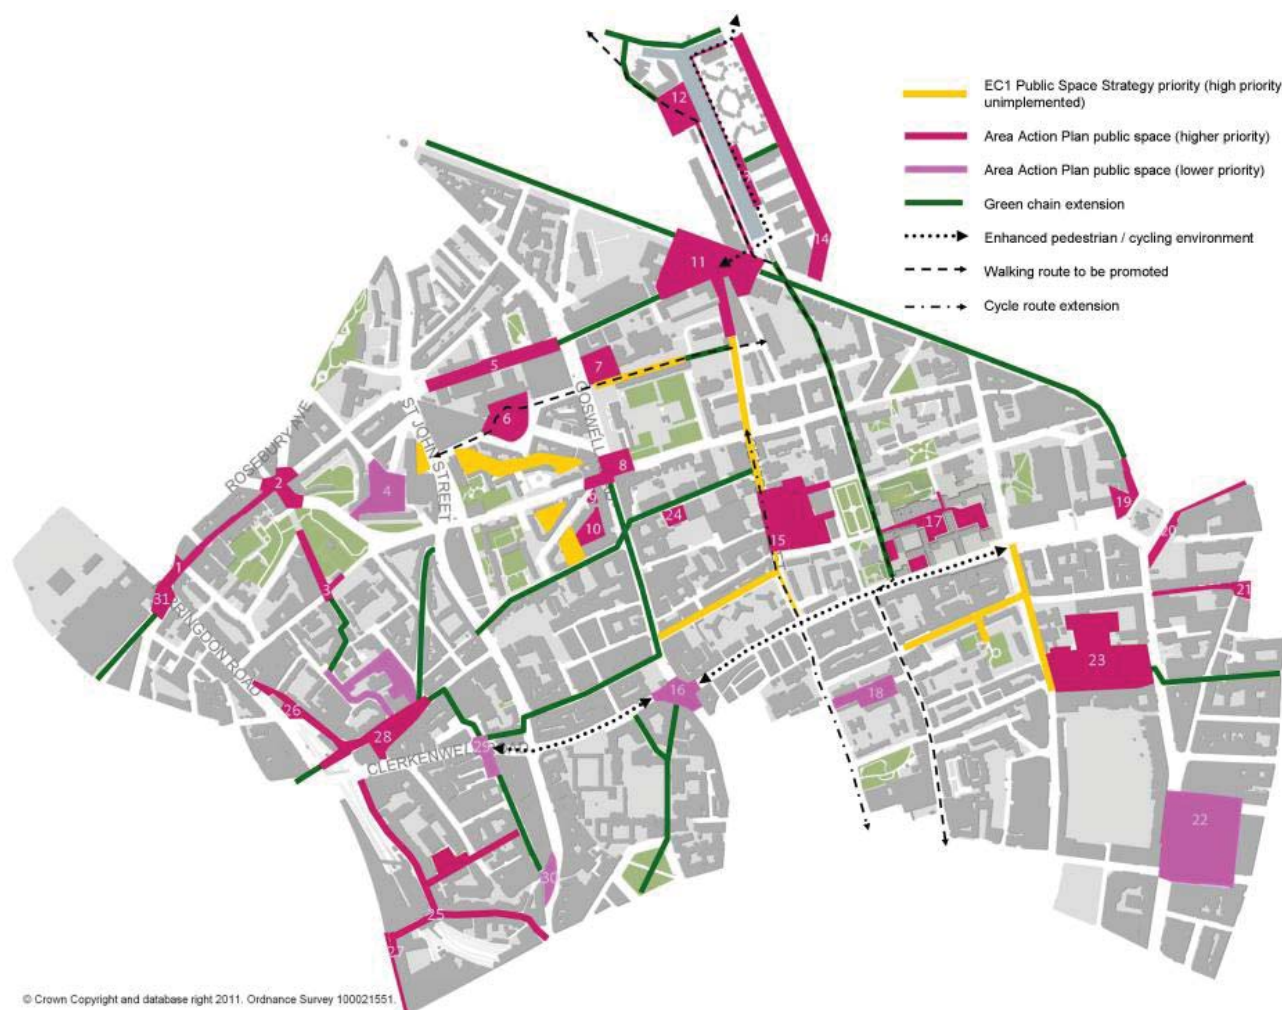 EC1 Public Space Strategy priority (high priority
unimplemented)
Area Action Plan public space (higher priority)
Area Action Plan public space (lower priority)
Green chain extension
Enhanced pedestrian / cycling environment
Walking route to be promoted
Cycle route extension
12
14
11
5
7
6
ROSEBURY AVE
ST JOHN STREET
GOSWELL
8
2
4
9
10
24
15
17
19
20
1
31
3
21
RINGDON ROAD
23
16
18
26
28
29
CLERKENWEL
22
30
25
27
© Crown Copyright and database right 2011. Ordnance Survey 100021551.